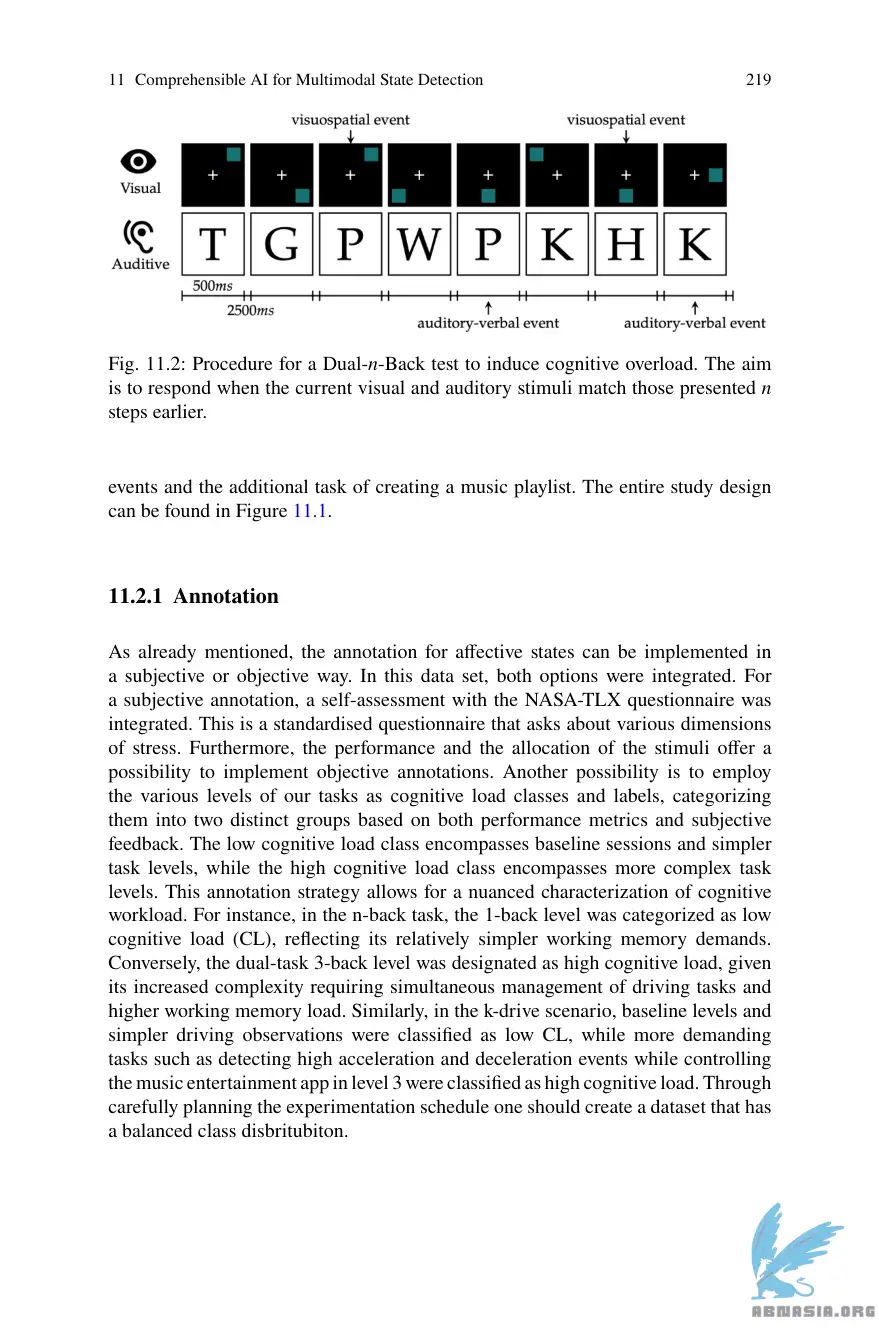 11 Comprehensible AI for Multimodal State Detection 219
visuospatial event visuospatial event
Visual
Auditive
T G P W P K H K
500ms
2500ms
auditory-verbal event auditory-verbal event
Fig. 11.2: Procedure for a Dual-n-Back test to induce cognitive overload. The aim
is to respond when the current visual and auditory stimuli match those presented n
steps earlier.
events and the additional task of creating a music playlist. The entire study design
can be found in Figure 11.1.
11.2.1 Annotation
As already mentioned, the annotation for affective states can be implemented in
a subjective or objective way. In this data set, both options were integrated. For
a subjective annotation, a self-assessment with the NASA-TLX questionnaire was
integrated. This is a standardised questionnaire that asks about various dimensions
of stress. Furthermore, the performance and the allocation of the stimuli offer a
possibility to implement objective annotations. Another possibility is to employ
the various levels of our tasks as cognitive load classes and labels, categorizing
them into two distinct groups based on both performance metrics and subjective
feedback. The low cognitive load class encompasses baseline sessions and simpler
task levels, while the high cognitive load class encompasses more complex task
levels. This annotation strategy allows for a nuanced characterization of cognitive
workload. For instance, in the n-back task, the 1-back level was categorized as low
cognitive load (CL), reflecting its relatively simpler working memory demands.
Conversely, the dual-task 3-back level was designated as high cognitive load, given
its increased complexity requiring simultaneous management of driving tasks and
higher working memory load. Similarly, in the k-drive scenario, baseline levels and
simpler driving observations were classified as low CL, while more demanding
tasks such as detecting high acceleration and deceleration events while controlling
the music entertainment app in level 3 were classified as high cognitive load. Through
carefully planning the experimentation schedule one should create a dataset that has
a balanced class disbritubiton.
ABNASIA.ORG